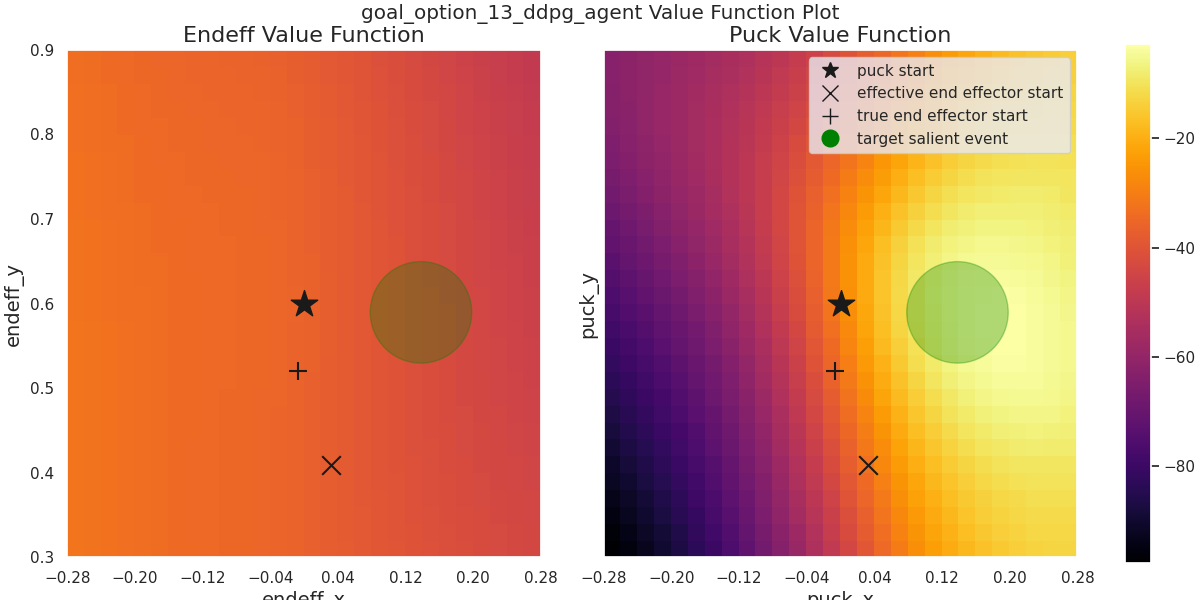 goal_option_13_ddpg_agent Value Function Plot
Endeff Value Function
Puck Value Function
0.9
0.8
0.7
0.6
0.5
0.4
0.3
endeff_y
−0.28 −0.20 −0.12 −0.04 0.04 0.12 0.20 0.28
endeff_x
puck_y
puck start
effective end effector start
true end effector start
target salient event
−0.28 −0.20 −0.12 −0.04 0.04 0.12 0.20 0.28
puck_x
−20
−40
−60
−80